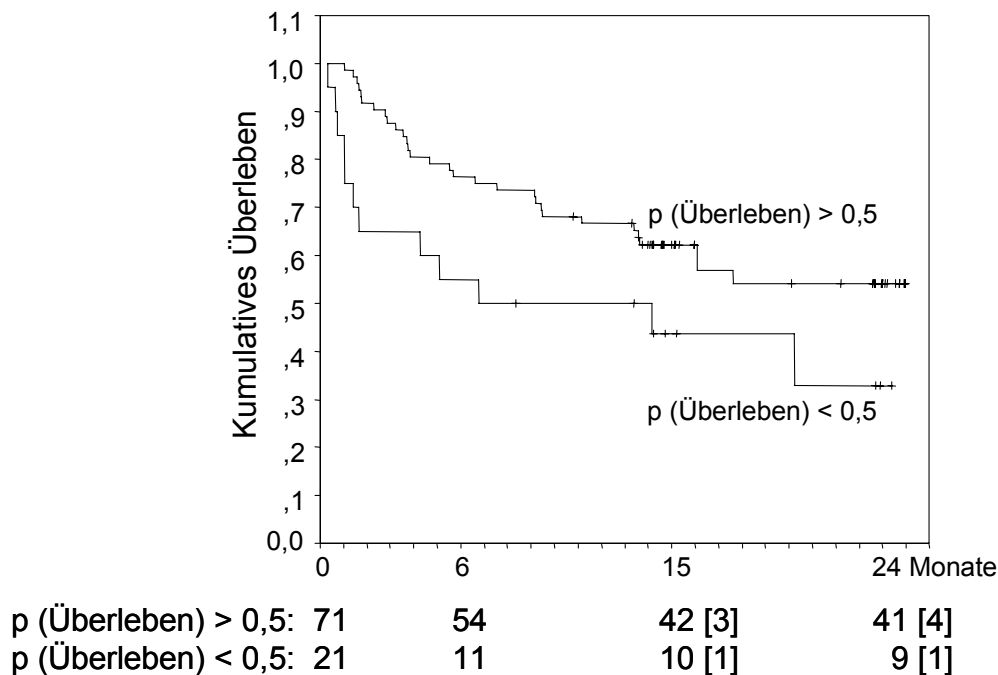 1,1
1,0
,9
,8
,7
,6
,5
,4
,3
,2
,1
0,0
Kumulatives Überleben
p (Überleben) > 0,5
p (Überleben) < 0,5
0 6 15 24 Monate
p (Überleben) > 0,5: 71 54 42 [3] 41 [4]
p (Überleben) < 0,5: 21 11 10 [1] 9 [1]